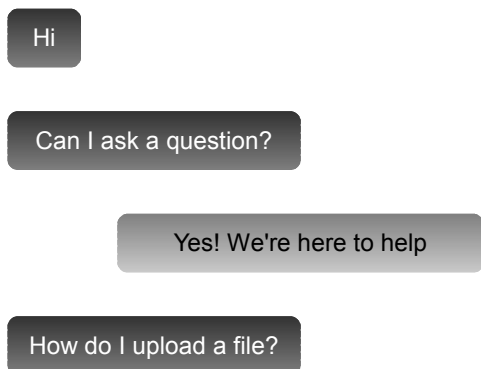 Hi
Can I ask a question?
Yes! We're here to help
How do I upload a file?